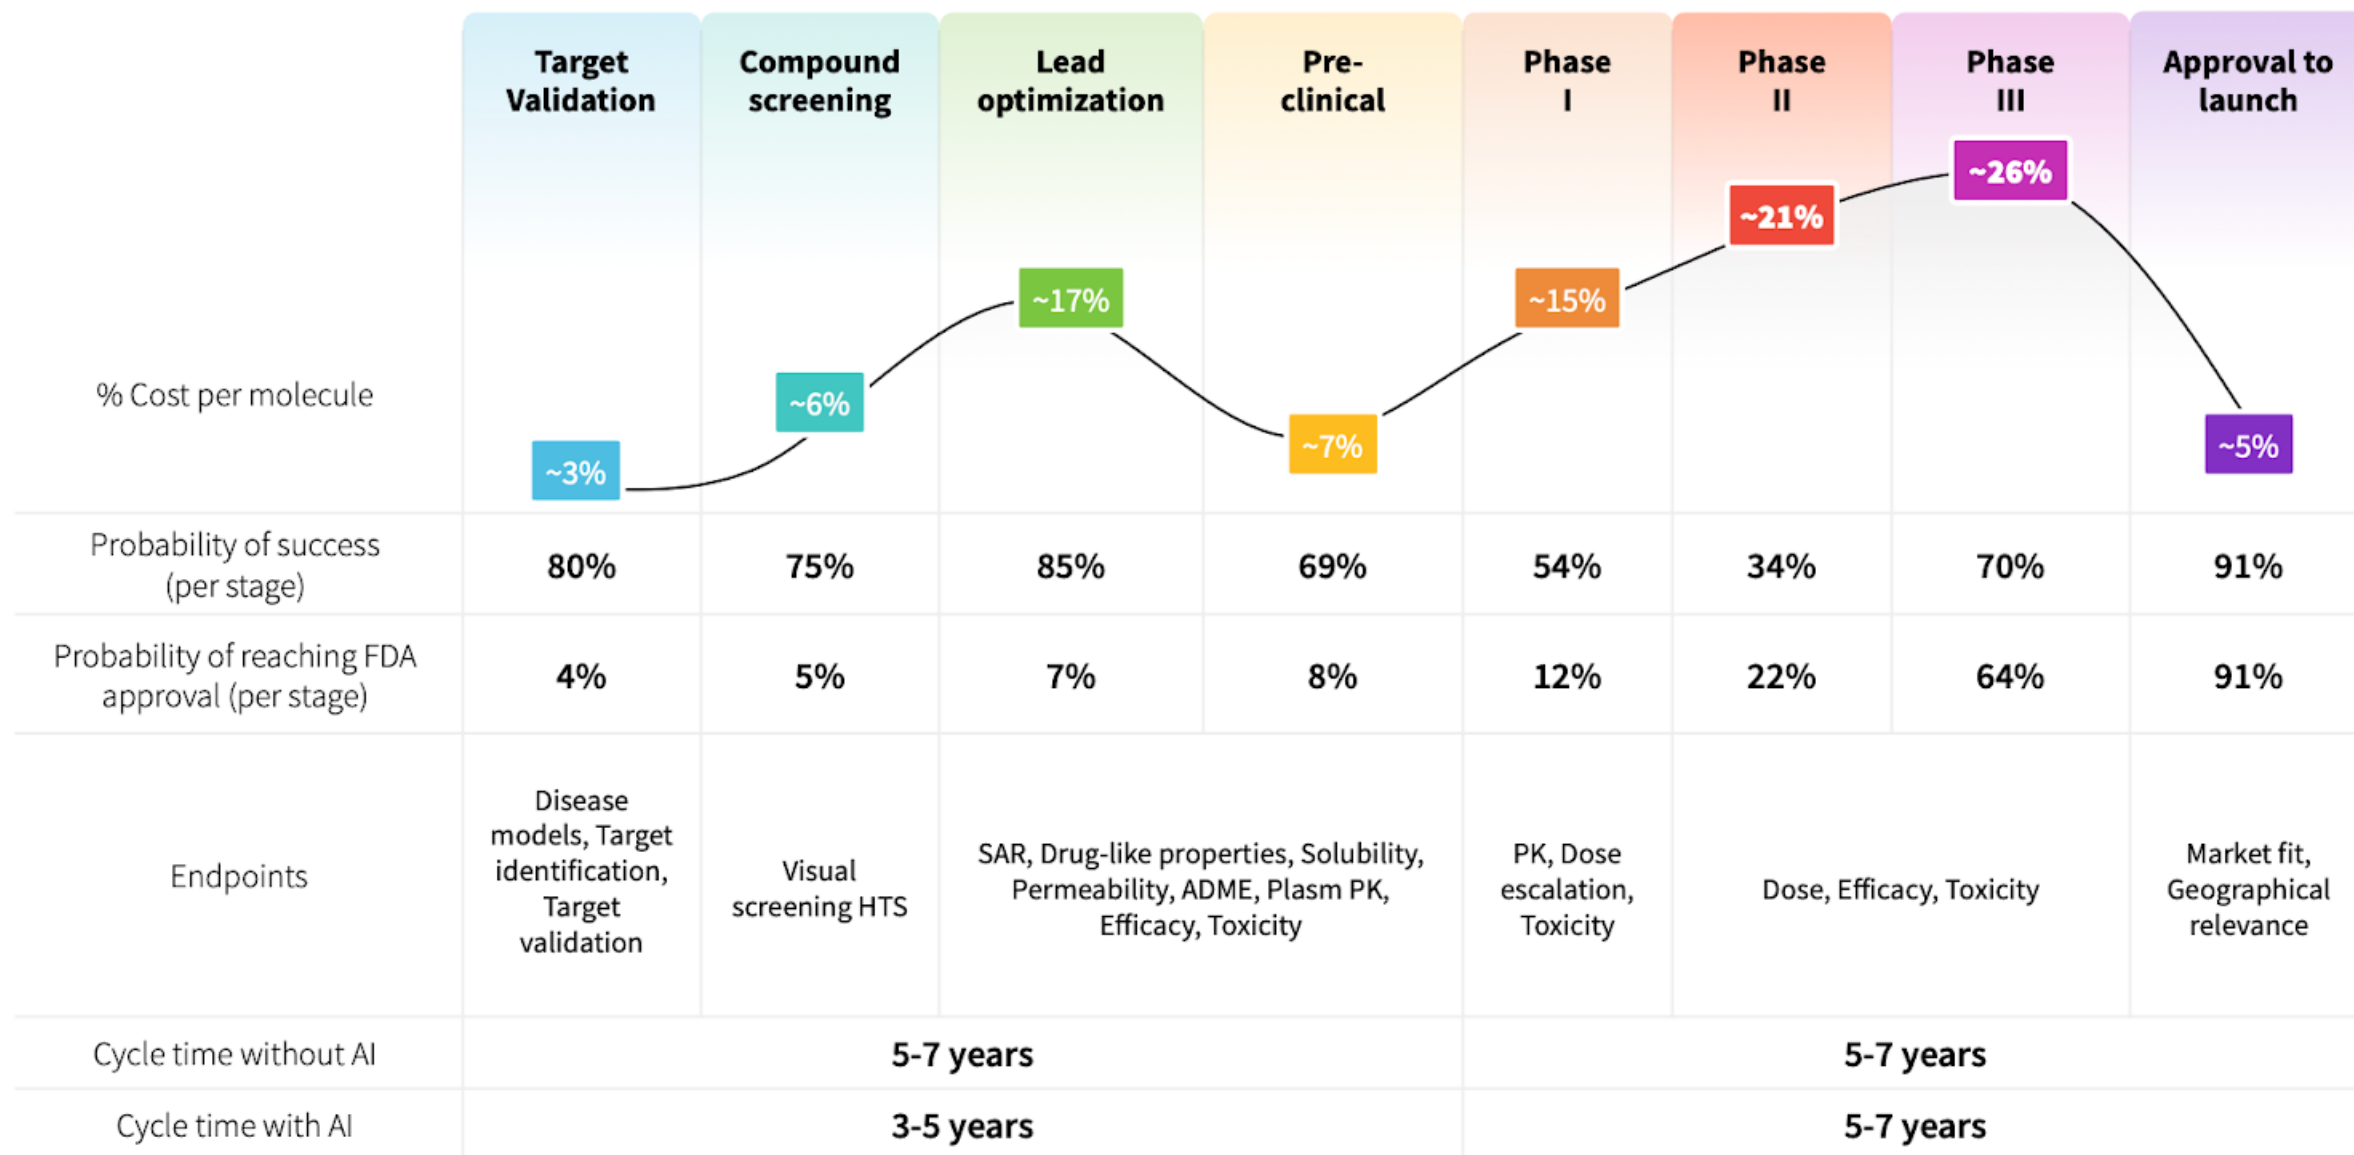 Target
Validation
Compound
screening
Lead
optimization
Pre-
clinical
Phase
I
Phase
II
Phase
III
Approval to
launch
% Cost per molecule
~3%
~6%
~17%
~7%
~15%
~21%
~26%
~5%
Probability of success
(per stage)
80%
75%
85%
69%
54%
34%
70%
91%
Probability of reaching FDA
approval (per stage)
4%
5%
7%
8%
12%
22%
64%
91%
Endpoints
Disease
models, Target
identification,
Target
validation
Visual
screening HTS
SAR, Drug-like properties, Solubility,
Permeability, ADME, Plasm PK,
Efficacy, Toxicity
PK, Dose
escalation,
Toxicity
Dose, Efficacy, Toxicity
Market fit,
Geographical
relevance
Cycle time without AI
5-7 years
5-7 years
Cycle time with AI
3-5 years
5-7 years